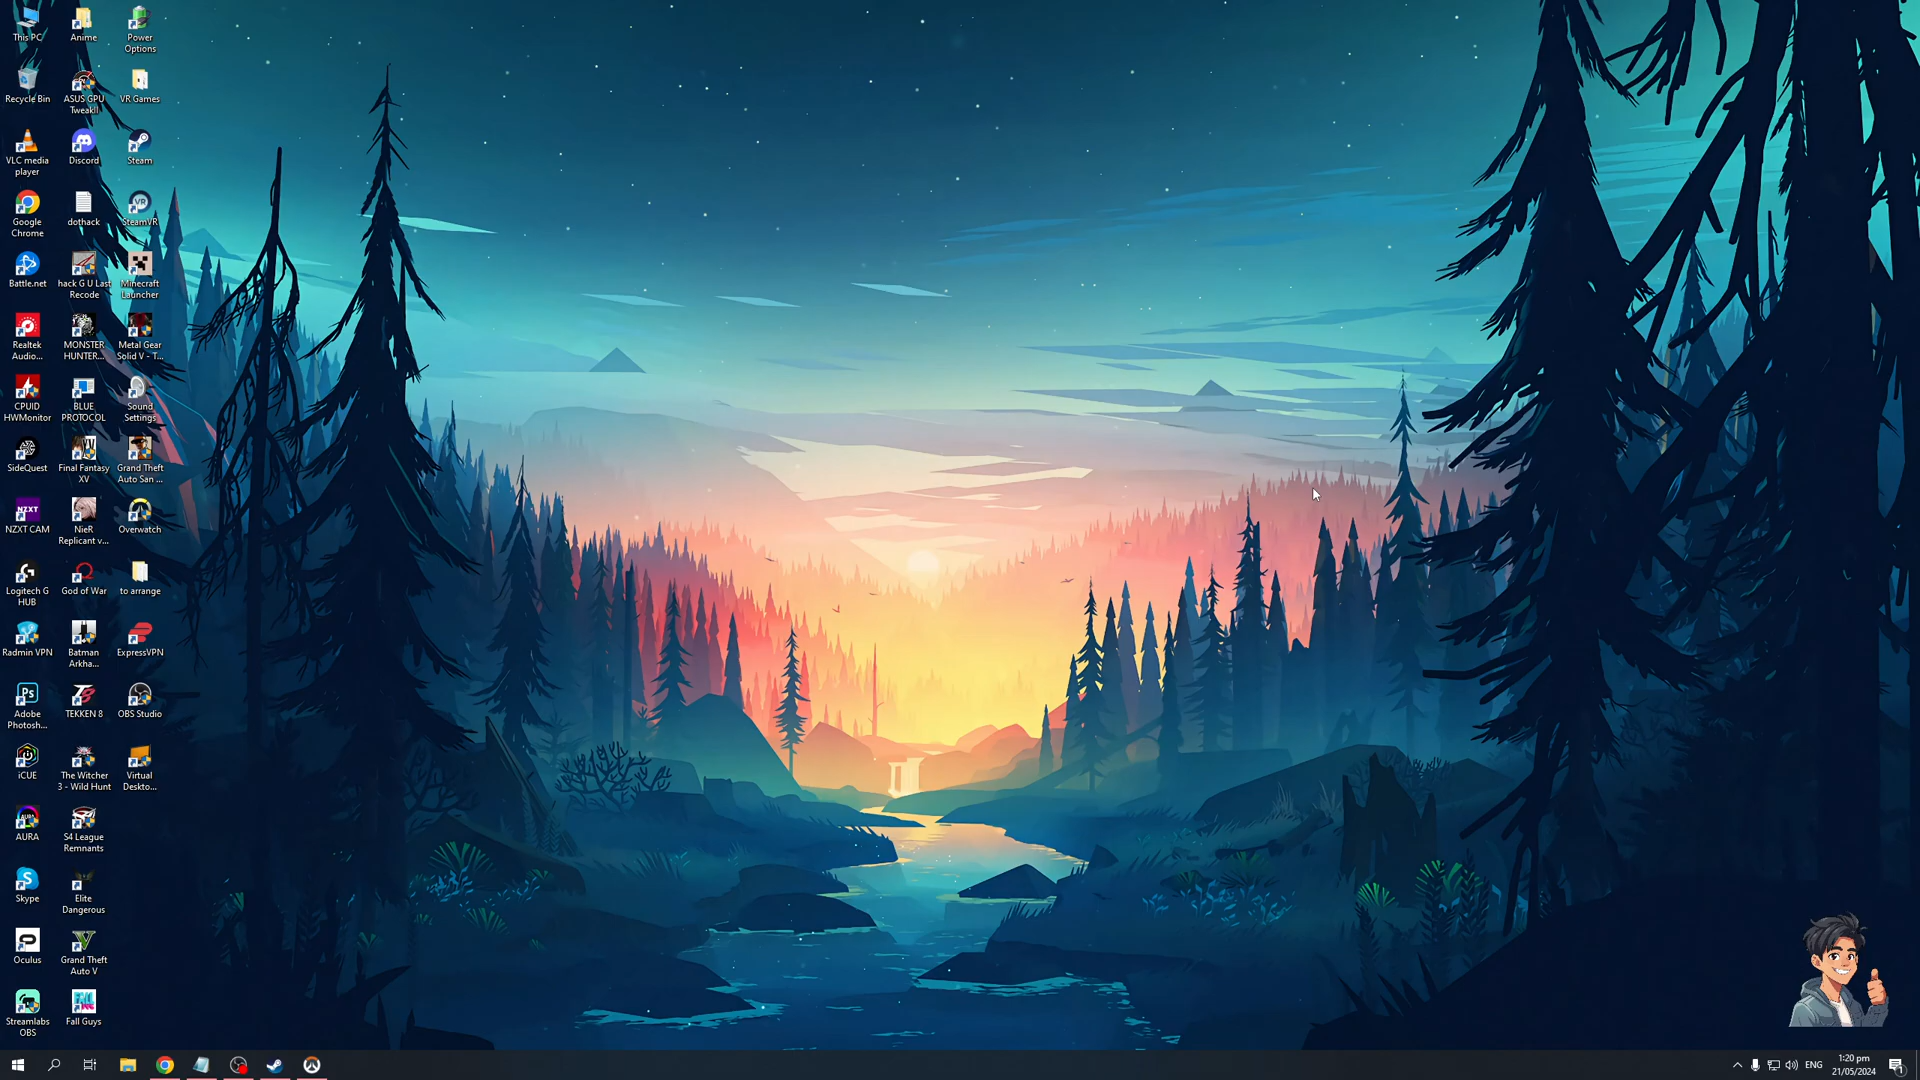 This PC
Anime
Power
Options
Recycle Bin
ASUS GPU
TweakII
VR Games
VLC media
player
Discord
Steam
Google
Chrome
dothack
SteamVR
Battle.net
hack G U Last
Recode
Minecraft
Launcher
Realtek
Audio...
MONSTER
HUNTER...
Metal Gear
Solid V - T...
CPUID
HWMonitor
BLUE
PROTOCOL
Sound
Settings
SideQuest
Final Fantasy
XV
Grand Theft
Auto San ...
NZXT
NZXT CAM
NieR
Replicant v...
Overwatch
Logitech G
HUB
God of War
to arrange
Radmin VPN
Batman
Arkha...
ExpressVPN
Ps
Adobe
Photosh...
TEKKEN 8
OBS Studio
iCUE
The Witcher
3 - Wild Hunt
Virtual
Deskto...
AURA
S4 League
Remnants
Skype
Elite
Dangerous
Oculus
Grand Theft
Auto V
Streamlabs
OBS
Fall Guys
ENG
1:20 pm
21/05/2024